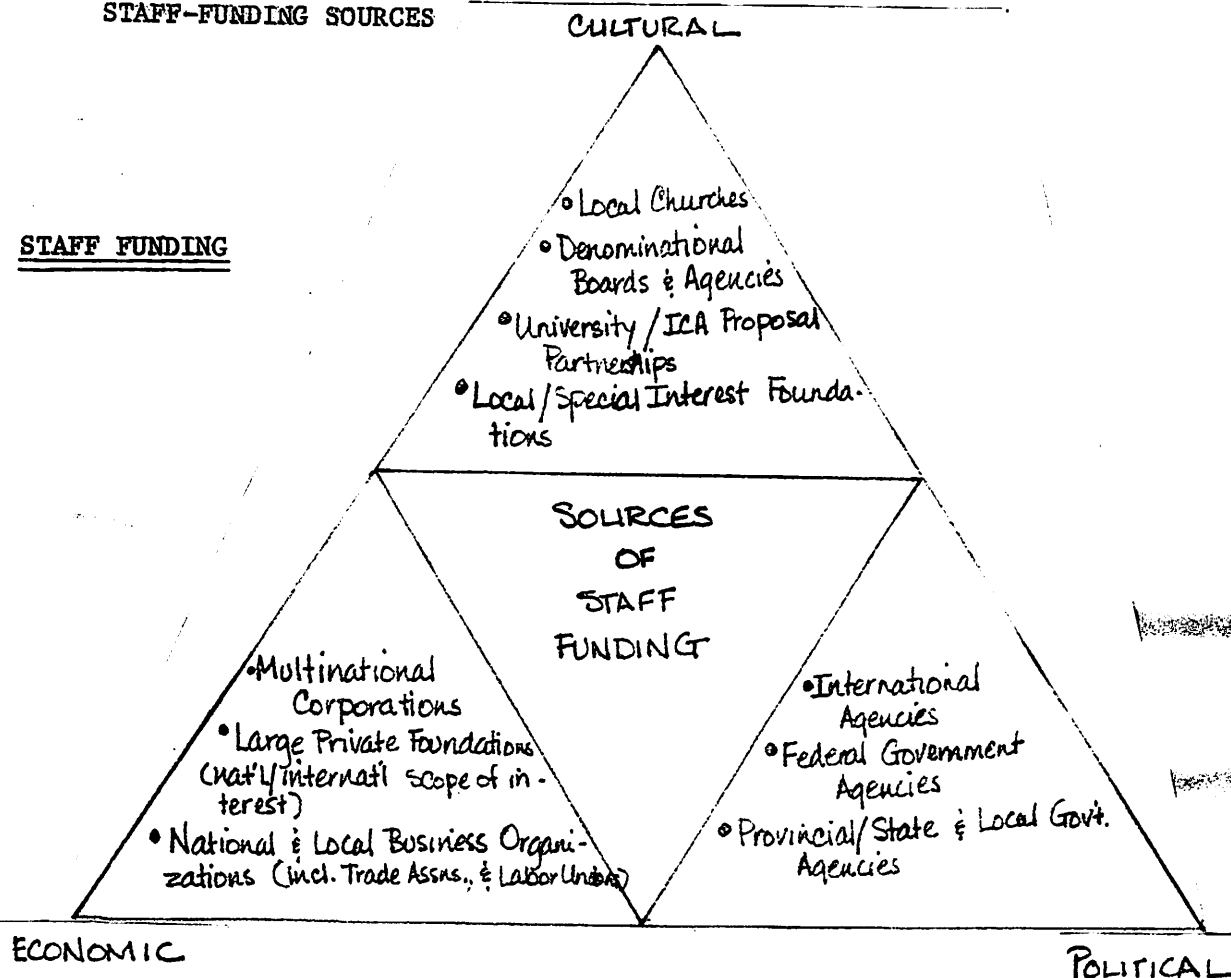 STAFF-FUNDING SOURCES
CULTURAL
STAFF FUNDING
• Local Churches
• Denominational
Boards & Agencies
• University / ICA Proposal
Partnerships
• Local/Special Interest Founda-
tions
SOURCES
OF
STAFF
FUNDING
• Multinational
Corporations
• Large Private Foundations
(nat'l/internat'l scope of in-
terest)
• National & Local Business Organi-
zations (incl. Trade Assns., & Labor Unions)
• International
Agencies
• Federal Government
Agencies
• Provincial/State & Local Gov't.
Agencies
ECONOMIC
POLITICAL